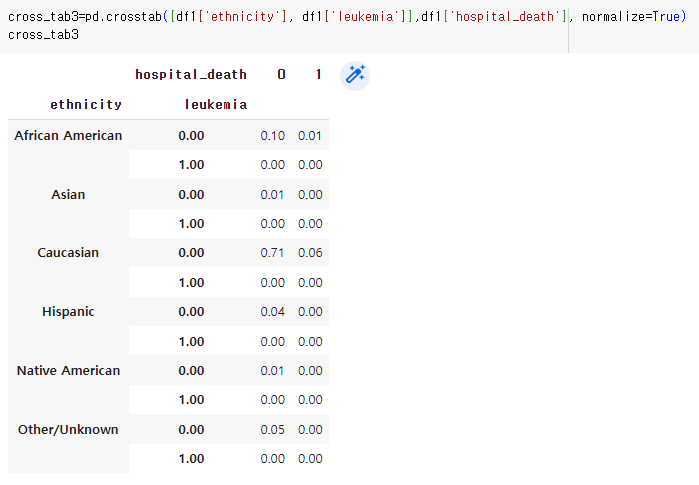 cross_tab3=pd.crosstab([df1['ethnicity'], df1['leukemia']],df1['hospital_death'], normalize=True)
cross_tab3
hospital_death 0 1
ethnicity leukemia
African American 0.00 0.10 0.01
1.00 0.00 0.00
Asian 0.00 0.01 0.00
1.00 0.00 0.00
Caucasian 0.00 0.71 0.06
1.00 0.00 0.00
Hispanic 0.00 0.04 0.00
1.00 0.00 0.00
Native American 0.00 0.01 0.00
1.00 0.00 0.00
Other/Unknown 0.00 0.05 0.00
1.00 0.00 0.00